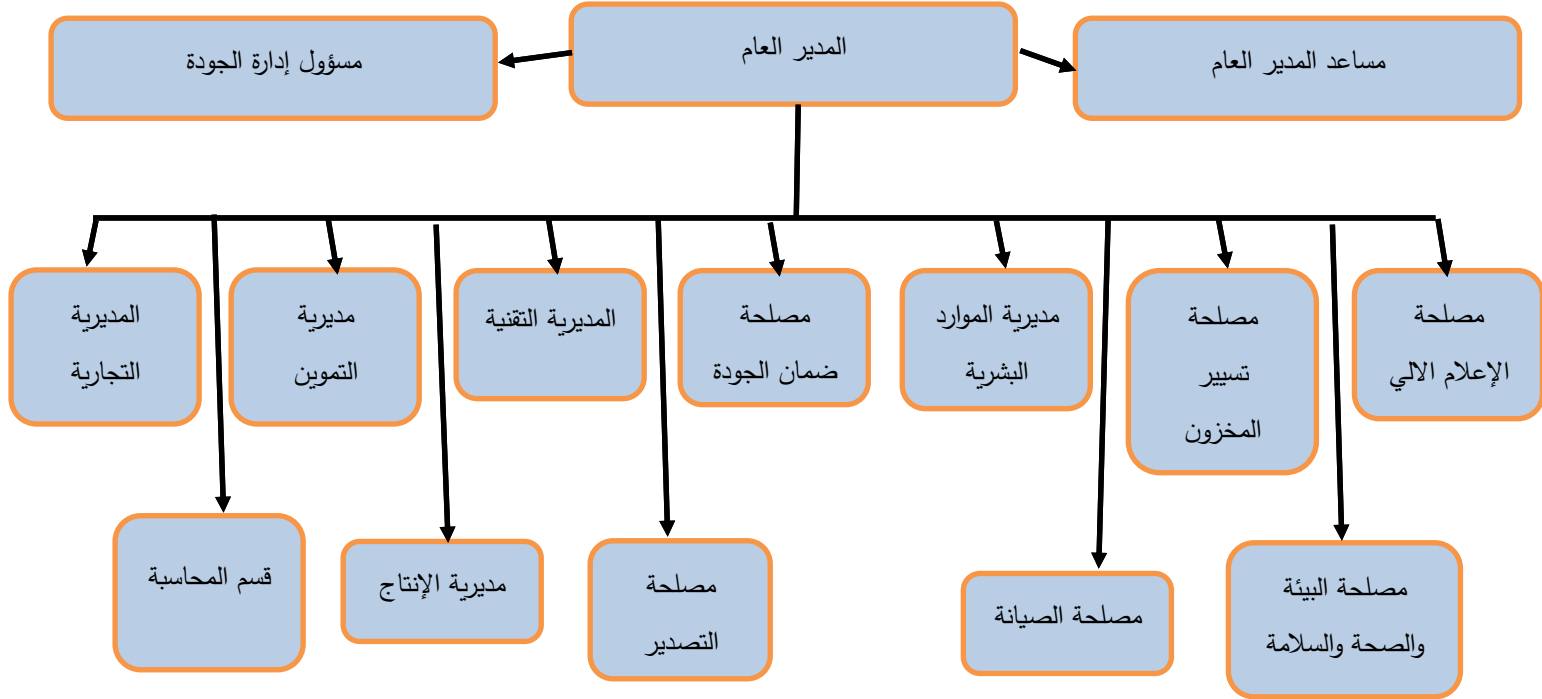 مساعد المدير العام
المدير العام
مسؤول إدارة الجودة
مصلحة
الإعلام الالي
مصلحة
تسيير
المخزون
مديرية الموارد
البشرية
مصلحة
ضمان الجودة
المديرية التقنية
مديرية
التموين
المديرية
التجارية
مصلحة البيئة
والصحة والسلامة
مصلحة الصيانة
مصلحة
التصدير
مديرية الإنتاج
قسم المحاسبة